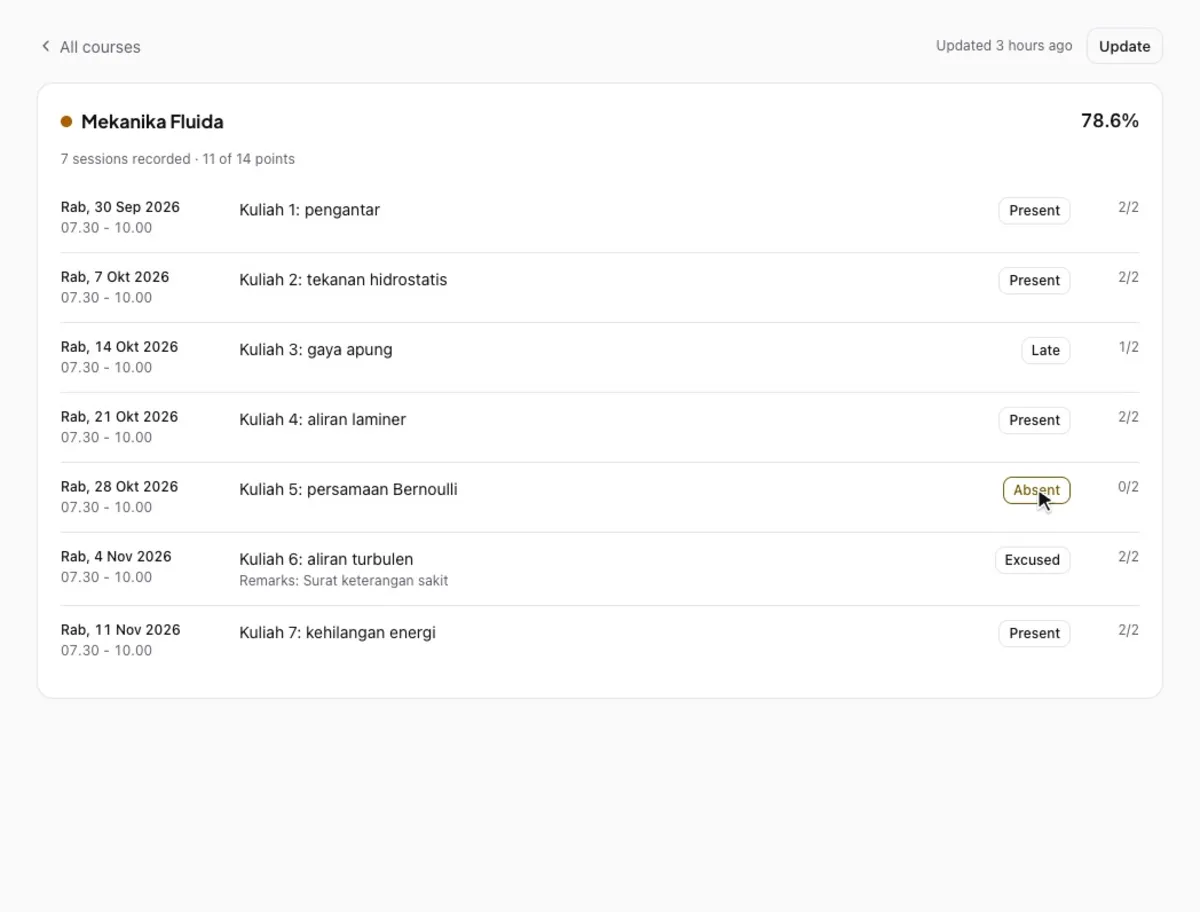 All courses
Updated 3 hours ago
Update
Mekanika Fluida
78.6%
7 sessions recorded · 11 of 14 points
Rab, 30 Sep 2026
07.30 - 10.00
Kuliah 1: pengantar
Present
2/2
Rab, 7 Okt 2026
07.30 - 10.00
Kuliah 2: tekanan hidrostatis
Present
2/2
Rab, 14 Okt 2026
07.30 - 10.00
Kuliah 3: gaya apung
Late
1/2
Rab, 21 Okt 2026
07.30 - 10.00
Kuliah 4: aliran laminer
Present
2/2
Rab, 28 Okt 2026
07.30 - 10.00
Kuliah 5: persamaan Bernoulli
Absent
0/2
Rab, 4 Nov 2026
07.30 - 10.00
Kuliah 6: aliran turbulen
Remarks: Surat keterangan sakit
Excused
2/2
Rab, 11 Nov 2026
07.30 - 10.00
Kuliah 7: kehilangan energi
Present
2/2